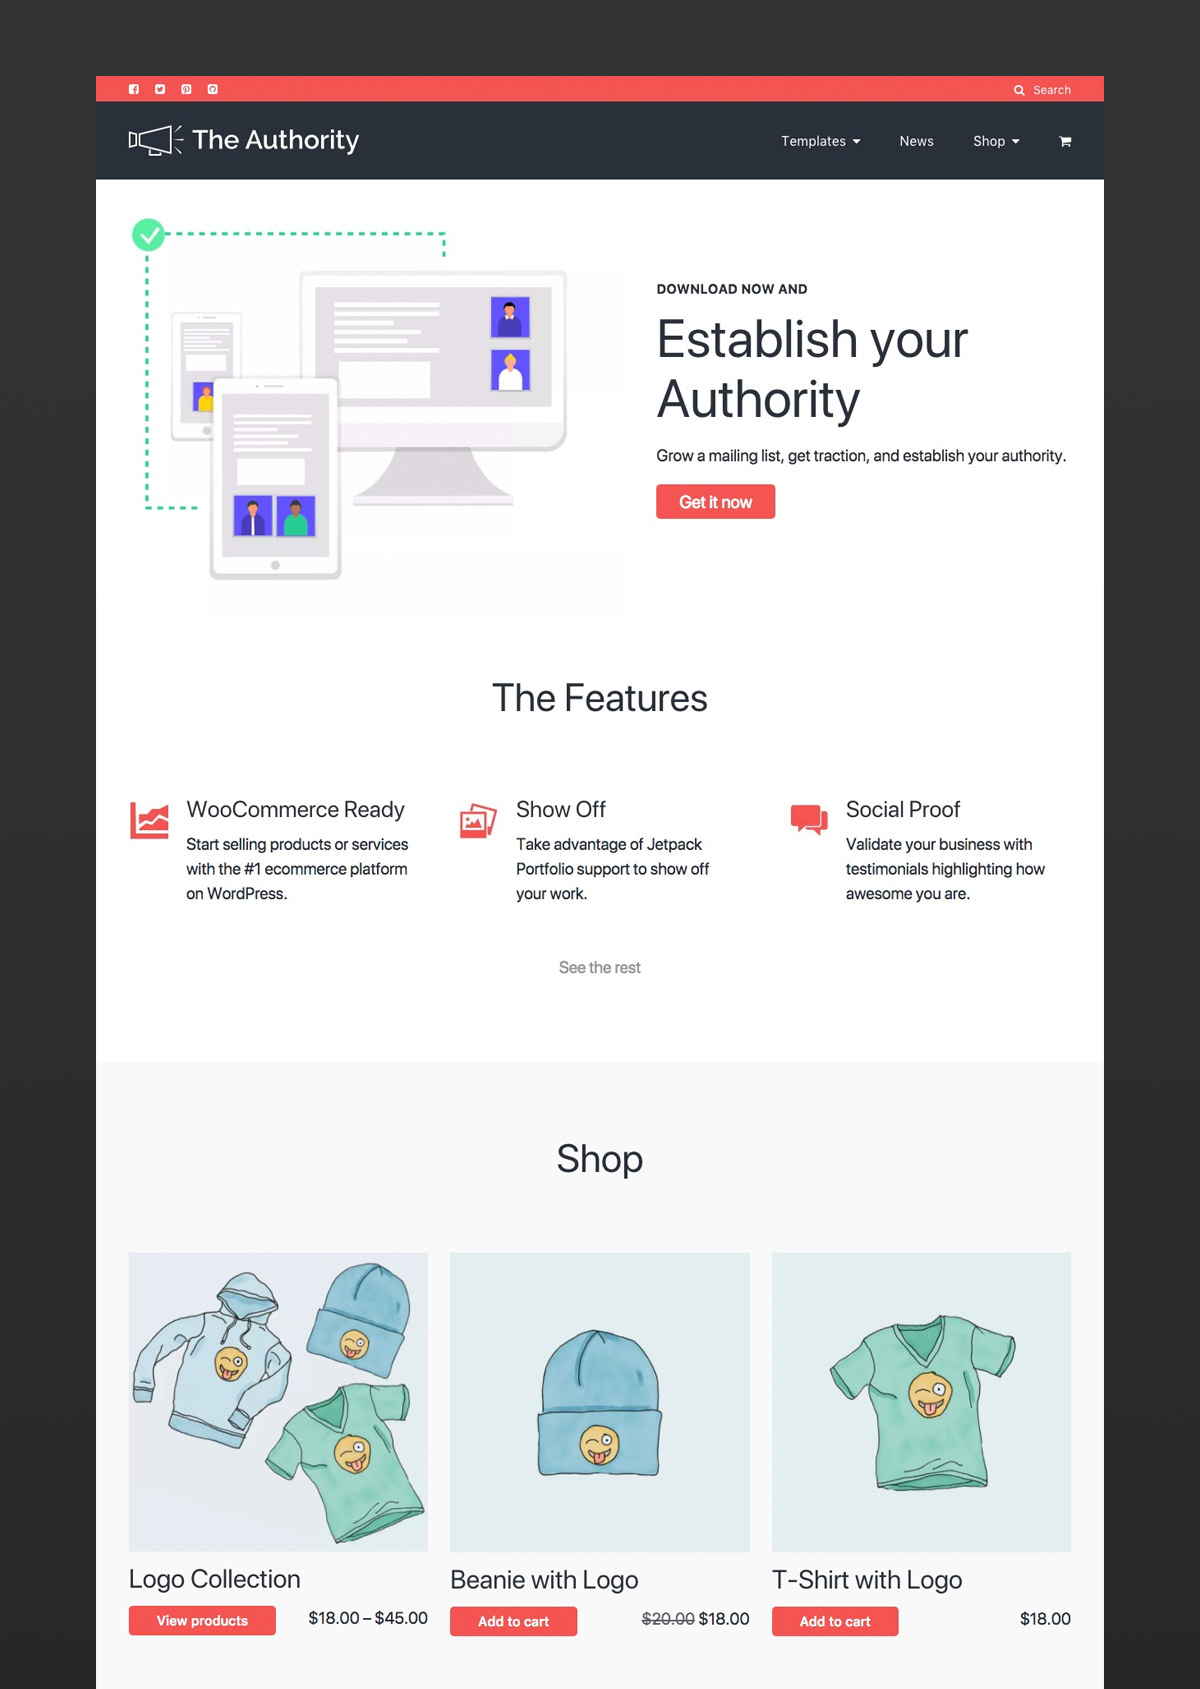 Search
The Authority
Templates
News
Shop
DOWNLOAD NOW AND
Establish your
Authority
Grow a mailing list, get traction, and establish your authority.
Get it now
The Features
WooCommerce Ready
Start selling products or services
with the #1 ecommerce platform
on WordPress.
Show Off
Take advantage of Jetpack
Portfolio support to show off
your work.
Social Proof
Validate your business with
testimonials highlighting how
awesome you are.
See the rest
Shop
Logo Collection
View products
$18.00 – $45.00
Beanie with Logo
Add to cart
$20.00 $18.00
T-Shirt with Logo
Add to cart
$18.00